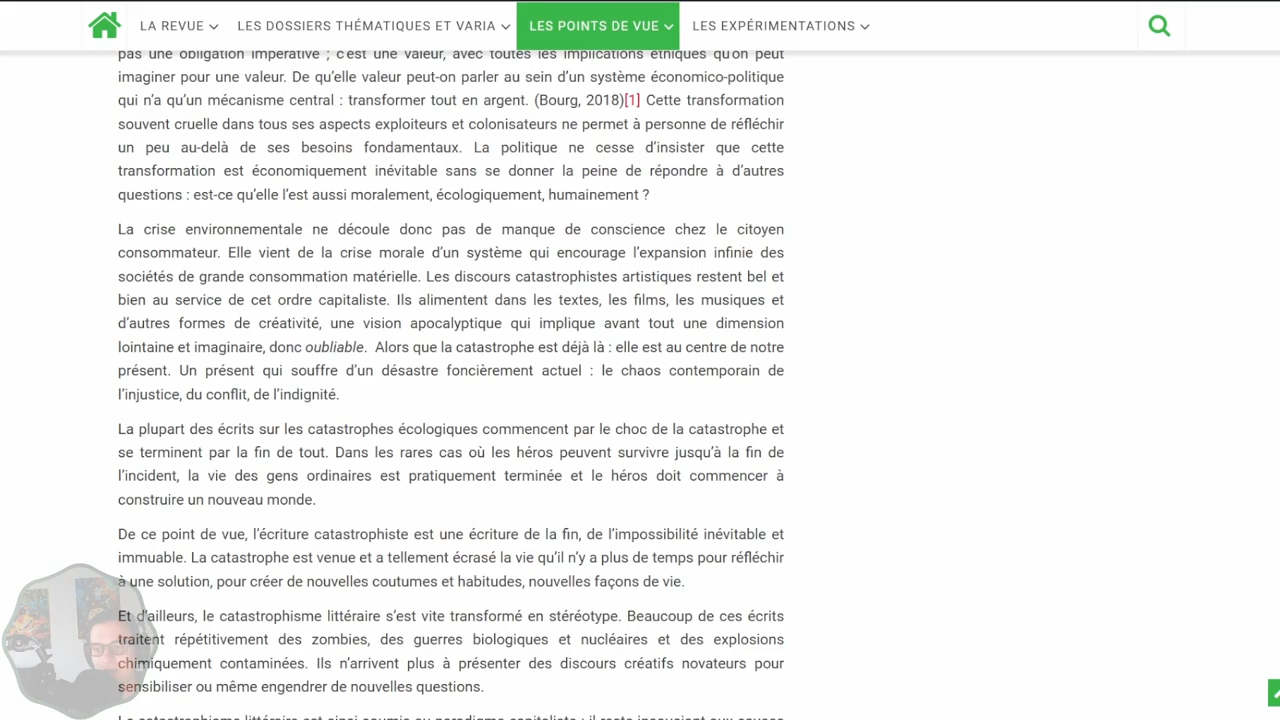 LA REVUE
LES DOSSIERS THÉMATIQUES ET VARIA
LES POINTS DE VUE
LES EXPÉRIMENTATIONS
pas une obligation impérative ; c'est une valeur, avec toutes les implications éthiques qu'on peut
imaginer pour une valeur. De qu'elle valeur peut-on parler au sein d'un système économico-politique
qui n'a qu'un mécanisme central : transformer tout en argent. (Bourg, 2018)[1] Cette transformation
souvent cruelle dans tous ses aspects exploiteurs et colonisateurs ne permet à personne de réfléchir
un peu au-delà de ses besoins fondamentaux. La politique ne cesse d'insister que cette
transformation est économiquement inévitable sans se donner la peine de répondre à d'autres
questions : est-ce qu'elle l'est aussi moralement, écologiquement, humainement ?
La crise environnementale ne découle donc pas de manque de conscience chez le citoyen
consommateur. Elle vient de la crise morale d'un système qui encourage l'expansion infinie des
sociétés de grande consommation matérielle. Les discours catastrophistes artistiques restent bel et
bien au service de cet ordre capitaliste. Ils alimentent dans les textes, les films, les musiques et
d'autres formes de créativité, une vision apocalyptique qui implique avant tout une dimension
lointaine et imaginaire, donc oubliable. Alors que la catastrophe est déjà là : elle est au centre de notre
présent. Un présent qui souffre d'un désastre foncièrement actuel : le chaos contemporain de
l'injustice, du conflit, de l'indignité.
La plupart des écrits sur les catastrophes écologiques commencent par le choc de la catastrophe et
se terminent par la fin de tout. Dans les rares cas où les héros peuvent survivre jusqu'à la fin de
l'incident, la vie des gens ordinaires est pratiquement terminée et le héros doit commencer à
construire un nouveau monde.
De ce point de vue, l'écriture catastrophiste est une écriture de la fin, de l'impossibilité inévitable et
immuable. La catastrophe est venue et a tellement écrasé la vie qu'il n'y a plus de temps pour réfléchir
à une solution, pour créer de nouvelles coutumes et habitudes, nouvelles façons de vie.
Et d'ailleurs, le catastrophisme littéraire s'est vite transformé en stéréotype. Beaucoup de ces écrits
traitent répétitivement des zombies, des guerres biologiques et nucléaires et des explosions
chimiquement contaminées. Ils n'arrivent plus à présenter des discours créatifs novateurs pour
sensibiliser ou même engendrer de nouvelles questions.